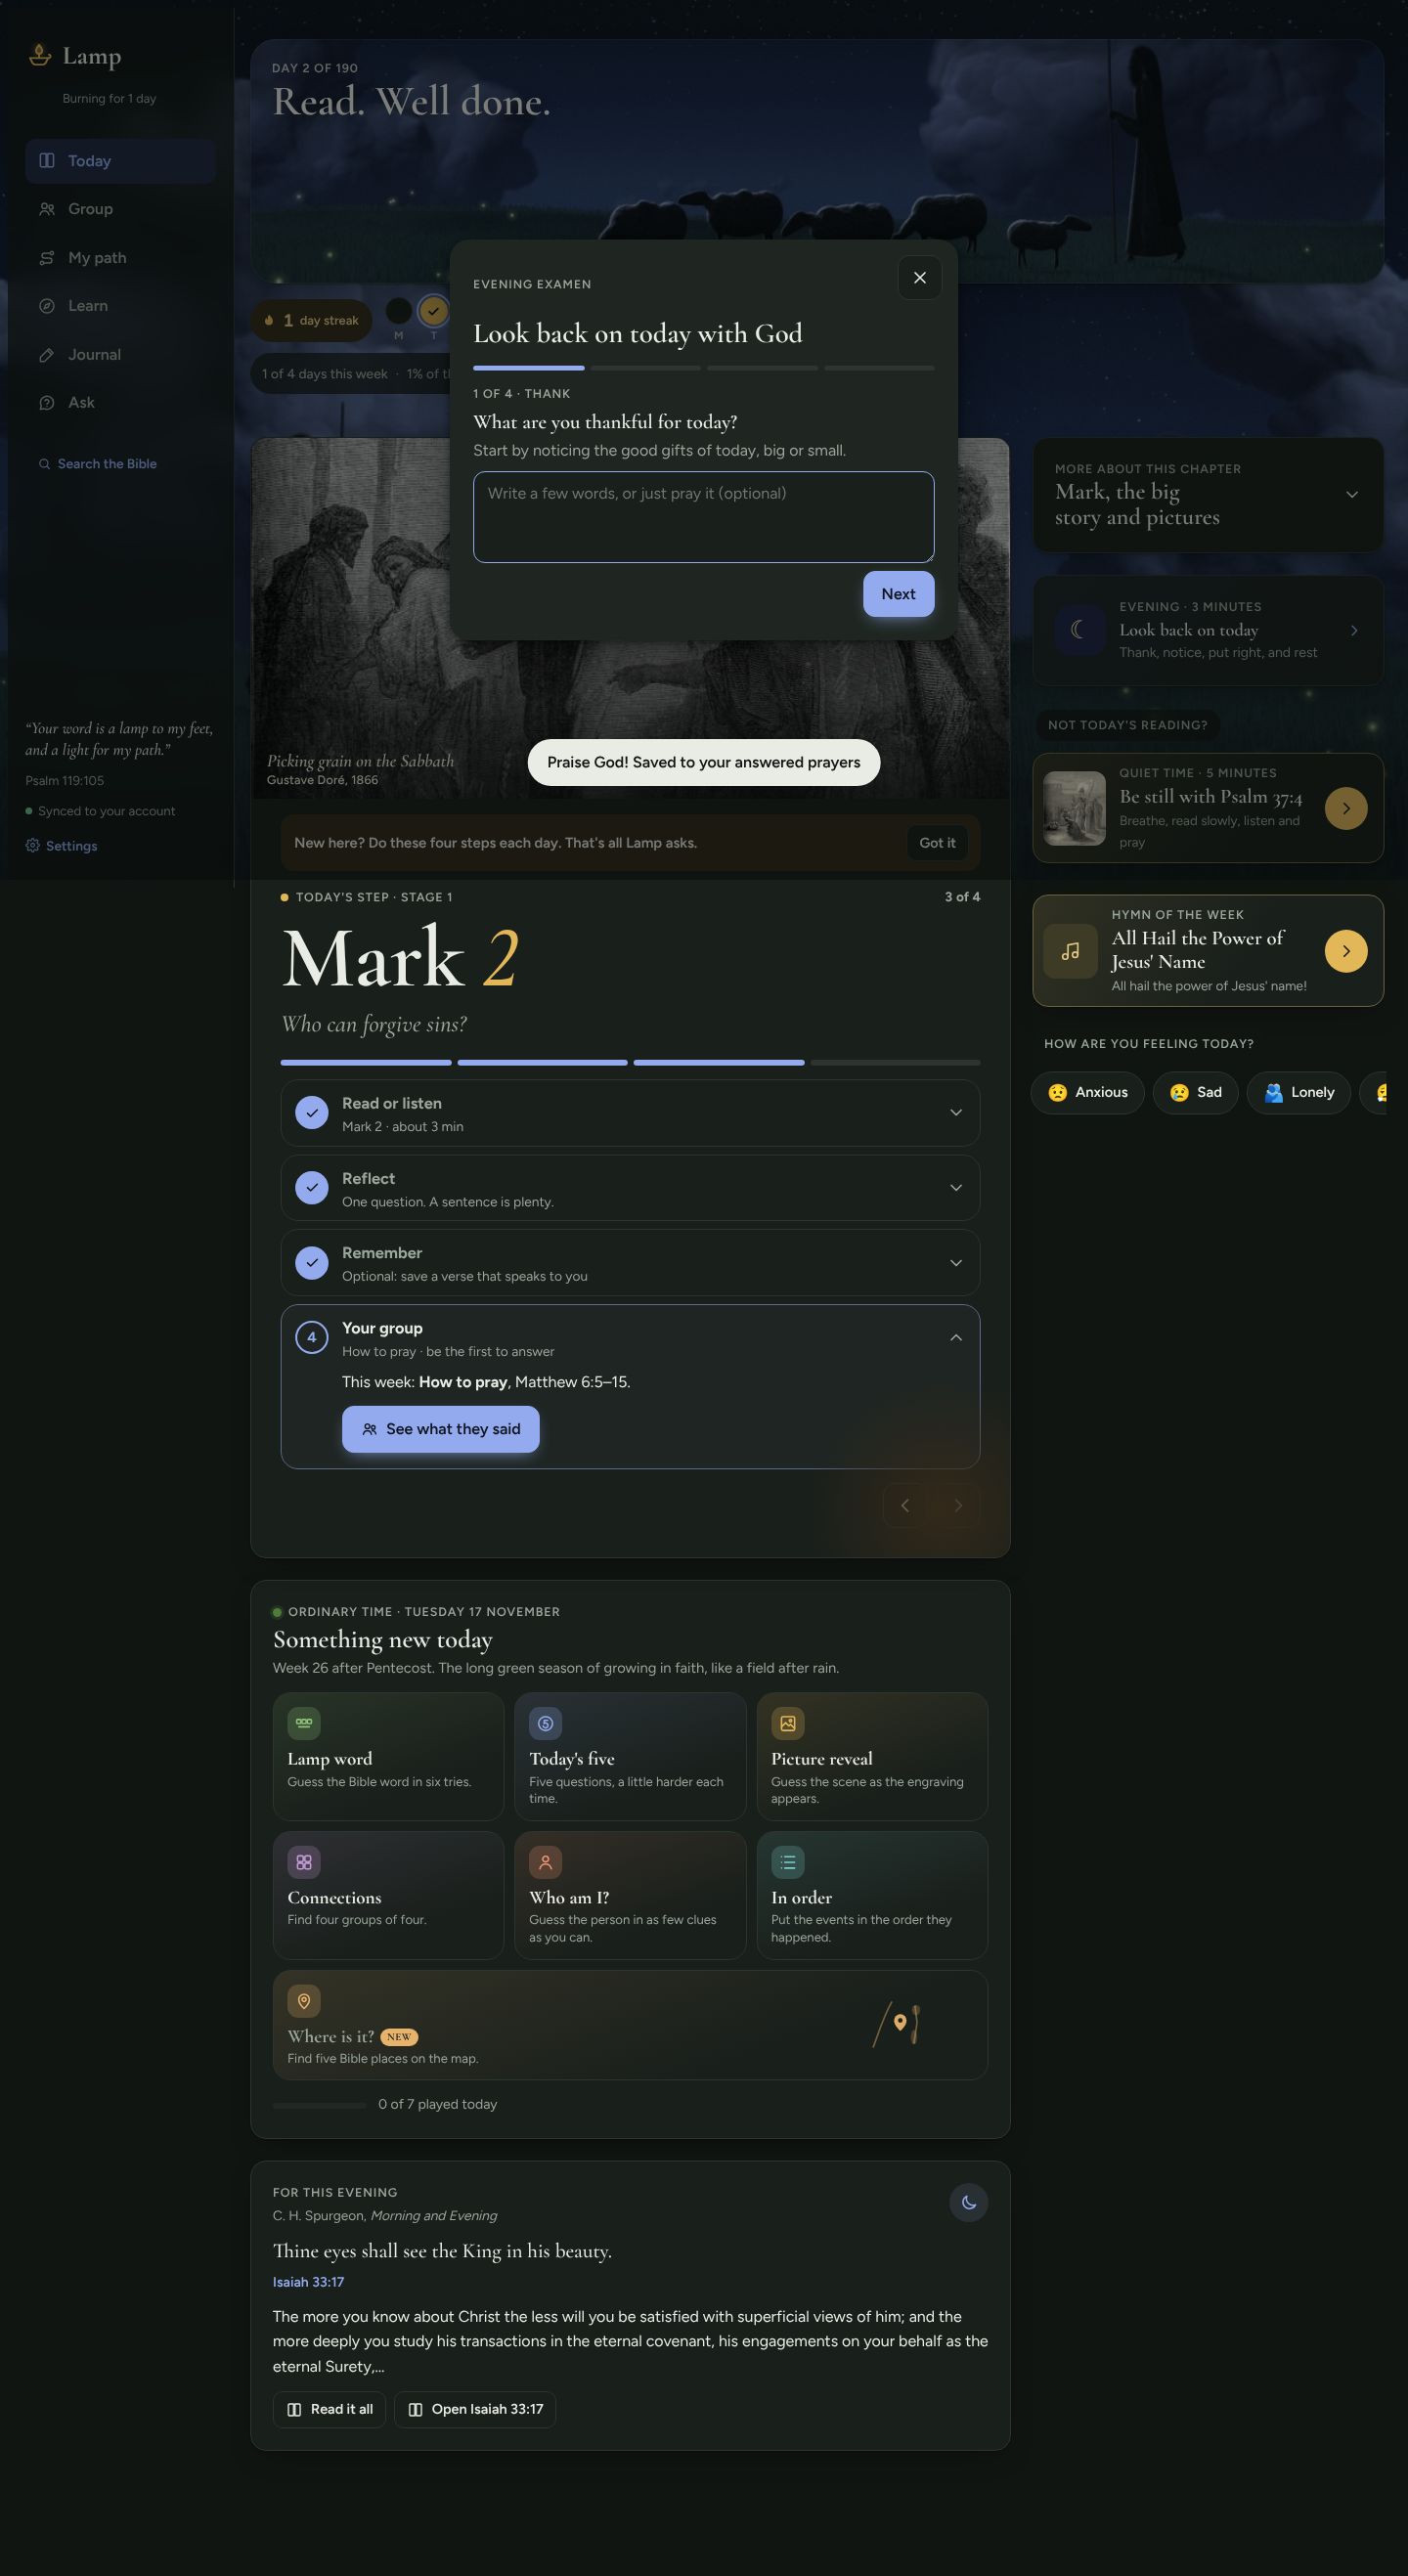 Lamp
Burning for 1 day
Today
Group
My path
Learn
Journal
Ask
Search the Bible
“Your word is a lamp to my feet,
and a light for my path.”
Psalm 119:105
Synced to your account
Settings
DAY 2 OF 190
Read. Well done.
1 day streak
M T
1 of 4 days this week · 1% of
EVENING EXAMEN
Look back on today with God
1 OF 4 · THANK
What are you thankful for today?
Start by noticing the good gifts of today, big or small.
Write a few words, or just pray it (optional)
Next
Picking grain on the Sabbath
Gustave Doré, 1866
Praise God! Saved to your answered prayers
New here? Do these four steps each day. That's all Lamp asks.
Got it
TODAY'S STEP · STAGE 1
3 of 4
Mark 2
Who can forgive sins?
Read or listen
Mark 2 · about 3 min
Reflect
One question. A sentence is plenty.
Remember
Optional: save a verse that speaks to you
4
Your group
How to pray · be the first to answer
This week: How to pray, Matthew 6:5–15.
See what they said
MORE ABOUT THIS CHAPTER
Mark, the big
story and pictures
EVENING · 3 MINUTES
Look back on today
Thank, notice, put right, and rest
NOT TODAY'S READING?
QUIET TIME · 5 MINUTES
Be still with Psalm 37:4
Breathe, read slowly, listen and
pray
HYMN OF THE WEEK
All Hail the Power of
Jesus' Name
All hail the power of Jesus' name!
HOW ARE YOU FEELING TODAY?
Anxious
Sad
Lonely
ORDINARY TIME · TUESDAY 17 NOVEMBER
Something new today
Week 26 after Pentecost. The long green season of growing in faith, like a field after rain.
Lamp word
Guess the Bible word in six tries.
5
Today's five
Five questions, a little harder each
time.
Picture reveal
Guess the scene as the engraving
appears.
Connections
Find four groups of four.
Who am I?
Guess the person in as few clues
as you can.
In order
Put the events in the order they
happened.
Where is it? NEW
Find five Bible places on the map.
0 of 7 played today
FOR THIS EVENING
C. H. Spurgeon, Morning and Evening
Thine eyes shall see the King in his beauty.
Isaiah 33:17
The more you know about Christ the less will you be satisfied with superficial views of him; and the
more deeply you study his transactions in the eternal covenant, his engagements on your behalf as the
eternal Surety,...
Read it all
Open Isaiah 33:17